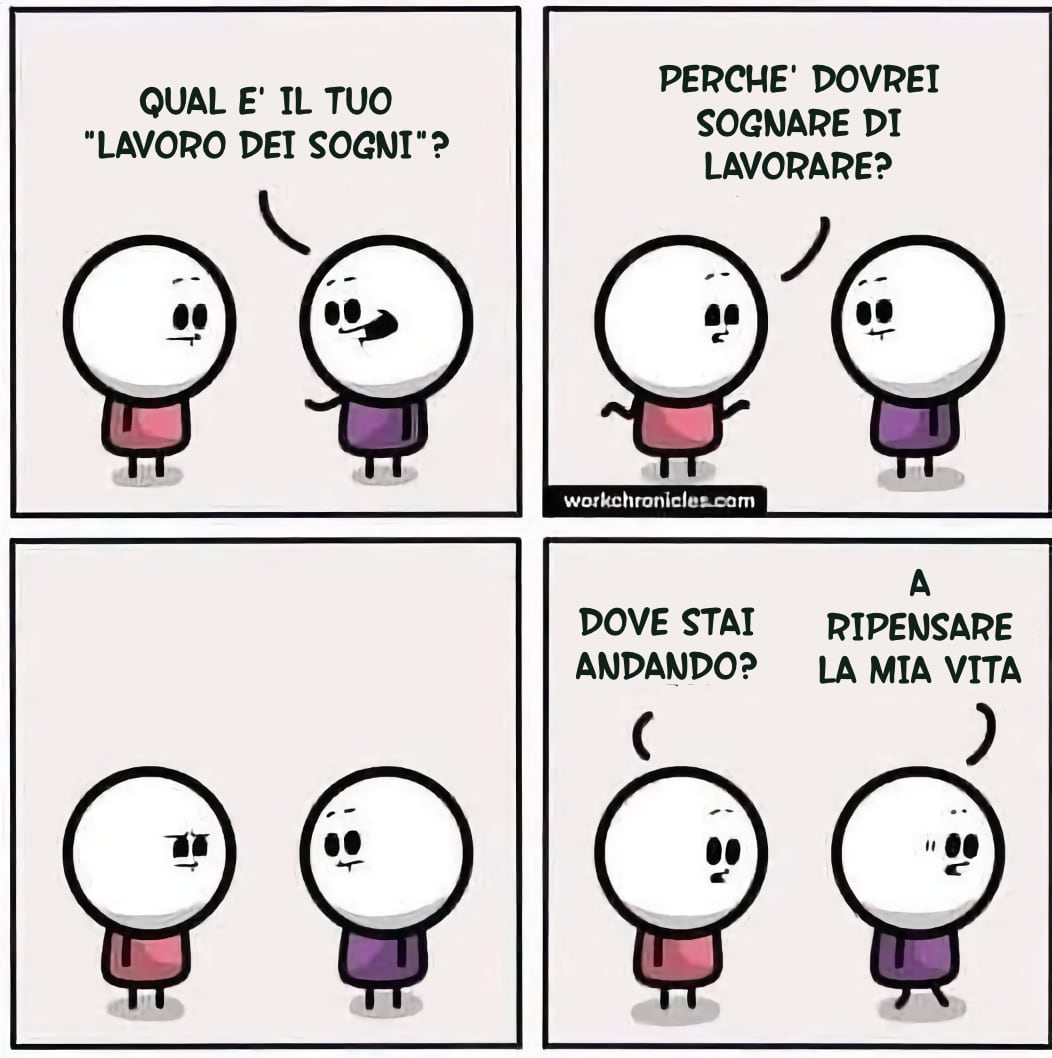 QUAL E' IL TUO
"LAVORO DEI SOGNI"?
PERCHE' DOVREI
SOGNARE DI
LAVORARE?
workchronicles.com
DOVE STAI
ANDANDO?
A
RIPENSARE
LA MIA VITA